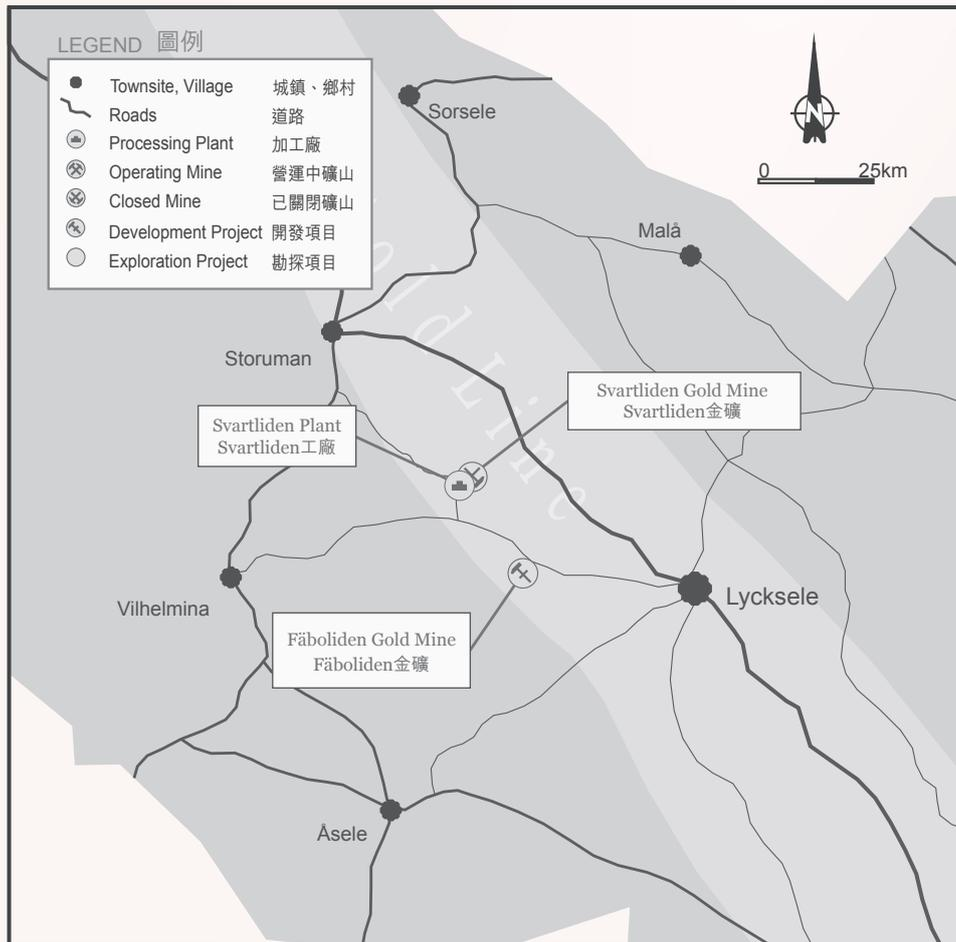 LEGEND 圖例
Townsite, Village 城鎮、鄉村
Roads 道路
Processing Plant 加工廠
Operating Mine 營運中礦山
Closed Mine 已關閉礦山
Development Project 開發項目
Exploration Project 勘探項目
N
0 25km
Sorsele
Malå
Storuman
Gold Line
Svartliden Gold Mine
Svartliden金礦
Svartliden Plant
Svartliden工廠
Vilhelmina
Lycksele
Fäboliden Gold Mine
Fäboliden金礦
Åsele